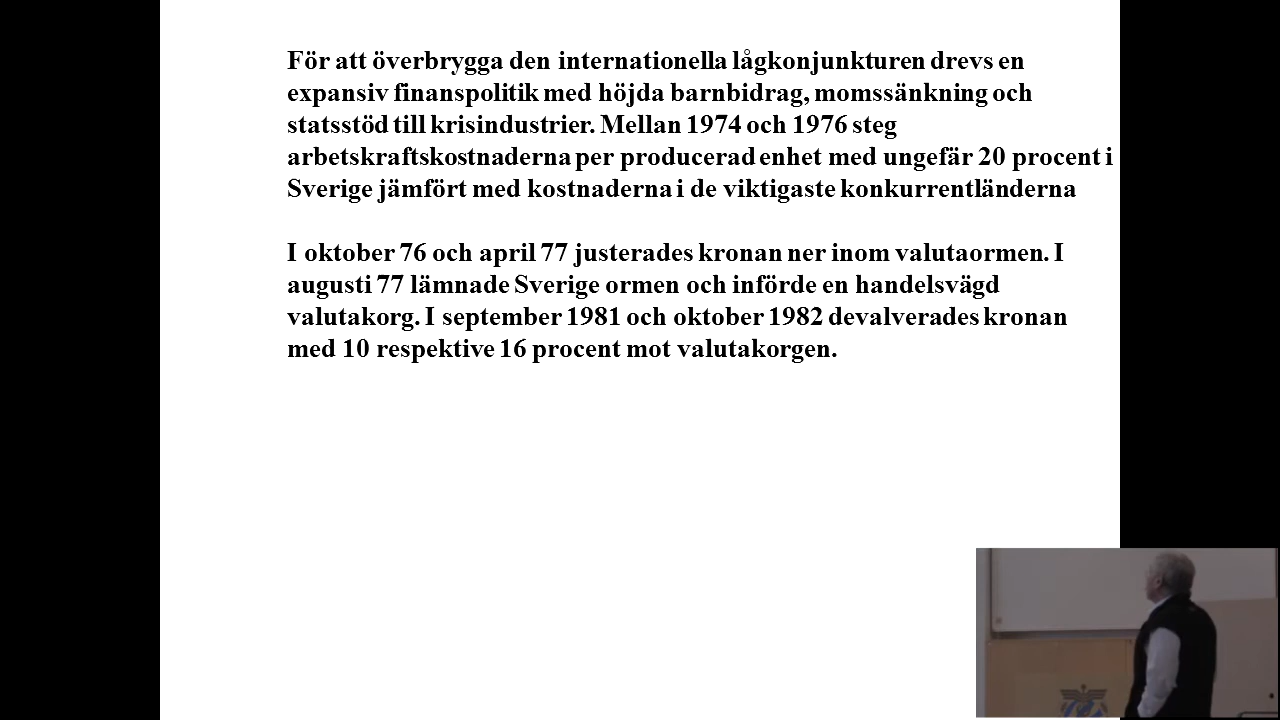 För att överbrygga den internationella lågkonjunkturen drevs en
expansiv finanspolitik med höjda barnbidrag, momssänkning och
statsstöd till krisindustrier. Mellan 1974 och 1976 steg
arbetskraftskostnaderna per producerad enhet med ungefär 20 procent i
Sverige jämfört med kostnaderna i de viktigaste konkurrentländerna
I oktober 76 och april 77 justerades kronan ner inom valutaormen. I
augusti 77 lämnade Sverige ormen och införde en handelsvägd
valutakorg. I september 1981 och oktober 1982 devalverades kronan
med 10 respektive 16 procent mot valutakorgen.